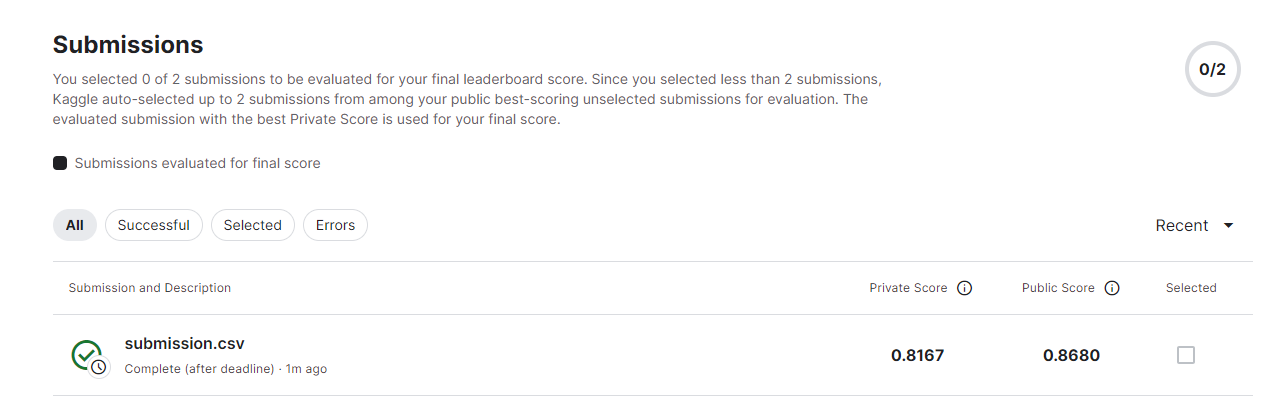 Submissions
0/2
You selected 0 of 2 submissions to be evaluated for your final leaderboard score. Since you selected less than 2 submissions,
Kaggle auto-selected up to 2 submissions from among your public best-scoring unselected submissions for evaluation. The
evaluated submission with the best Private Score is used for your final score.
Submissions evaluated for final score
All Successful Selected Errors Recent
Submission and Description Private Score Public Score Selected
submission.csv
Complete (after deadline) · 1m ago
0.8167 0.8680